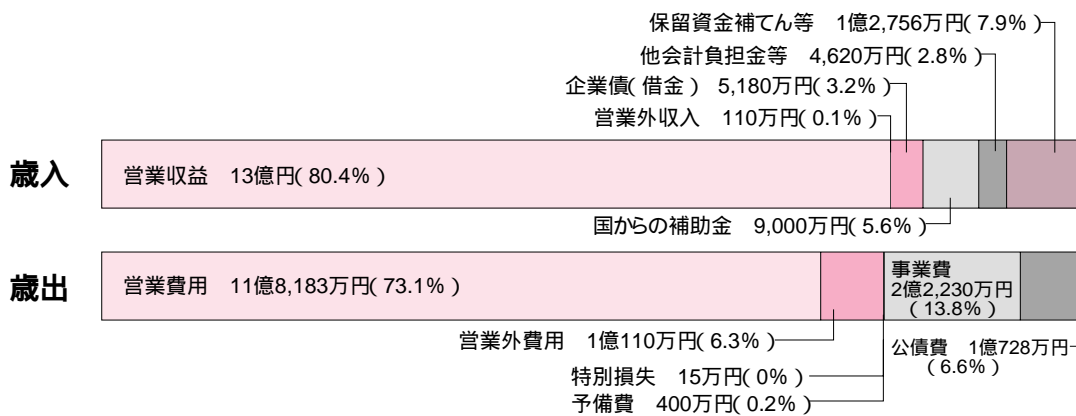 保留資金補てん等 1億2,756万円( 7.9% )
他会計負担金等 4,620万円( 2.8% )
企業債( 借金 ) 5,180万円( 3.2% )
営業外収入 110万円( 0.1% )
歳入
営業収益 13億円( 80.4% )
国からの補助金 9,000万円( 5.6% )
歳出
営業費用 11億8,183万円( 73.1% )
事業費
2億2,230万円
( 13.8% )
営業外費用 1億110万円( 6.3% )
公債費 1億728万円
( 6.6% )
特別損失 15万円( 0% )
予備費 400万円( 0.2% )